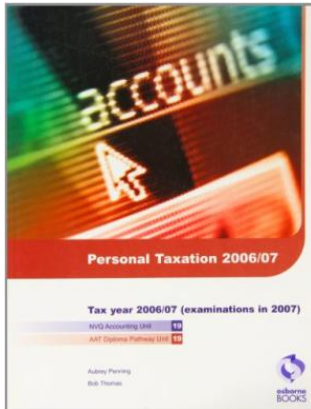 accounts
Personal Taxation 2006/07
Tax year 2006/07 (examinations in 2007)
NVQ Accounting Unit 19
AAT Diploma Pathway Unit 19
Aubrey Penning
Bob Thomas
osborne
BOOKS